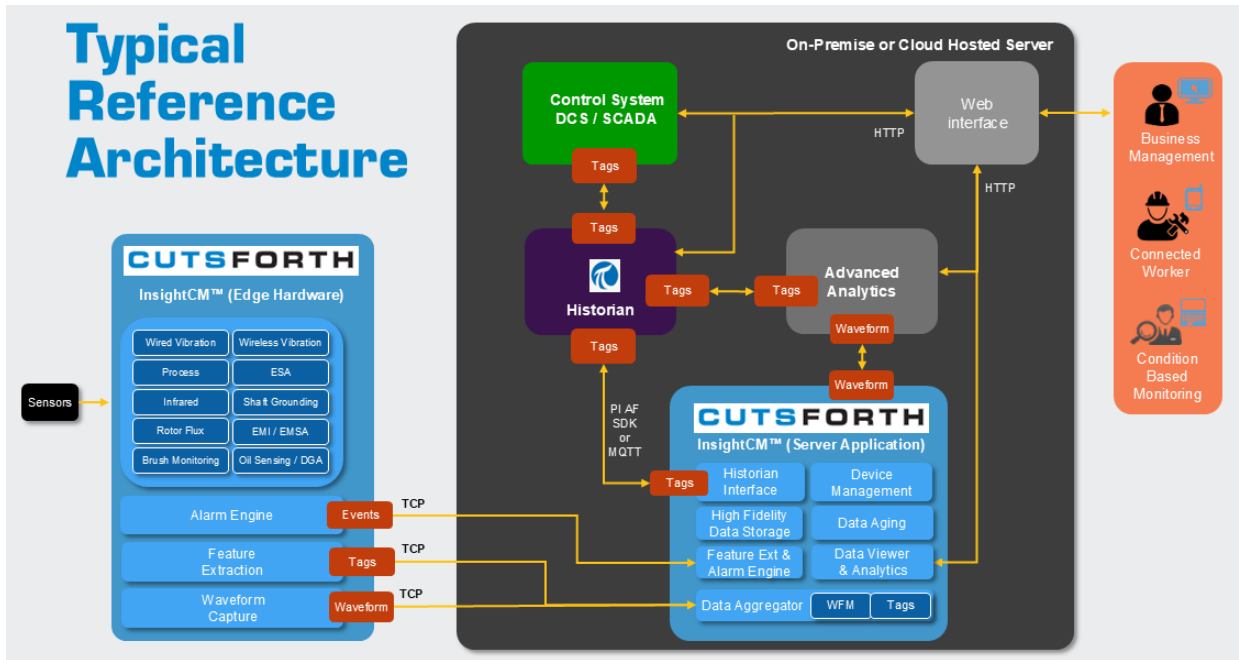 Typical
Reference
Architecture
CUTSFORTH
InsightCM™ (Edge Hardware)
Wired Vibration
Wireless Vibration
Process
ESA
Infrared
Shaft Grounding
Rotor Flux
EMI / EMSA
Brush Monitoring
Oil Sensing / DGA
Sensors
Alarm Engine
Events
TCP
Feature
Extraction
Tags
TCP
Waveform
Capture
Waveform
TCP
On-Premise or Cloud Hosted Server
Control System
DCS / SCADA
Tags
Tags
Historian
Tags
Tags
Tags
Advanced
Analytics
Waveform
Waveform
Web
interface
HTTP
HTTP
PI AF
SDK
or
MQTT
CUTSFORTH
InsightCM™ (Server Application)
Tags
Historian
Interface
Device
Management
High Fidelity
Data Storage
Data Aging
Feature Ext &
Alarm Engine
Data Viewer
& Analytics
Data Aggregator
WFM
Tags
Business
Management
Connected
Worker
Condition
Based
Monitoring